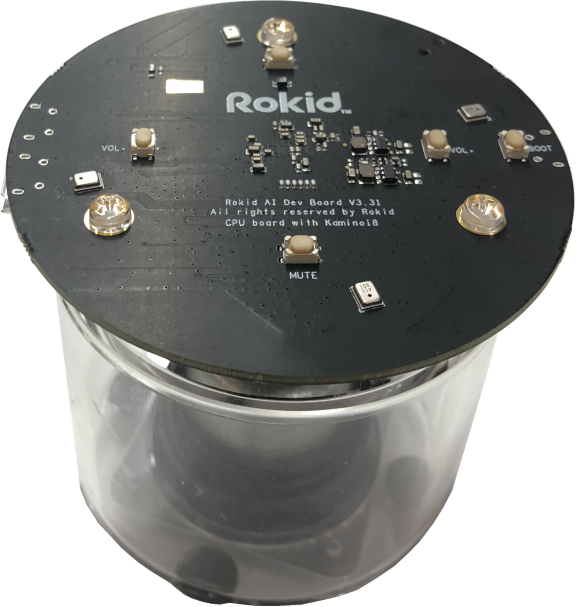 Rokid™
VOL-
VOL+
BOOT
Rokid AI Dev Board V3.31
All rights reserved by Rokid
CPU board with Kamino18
MUTE